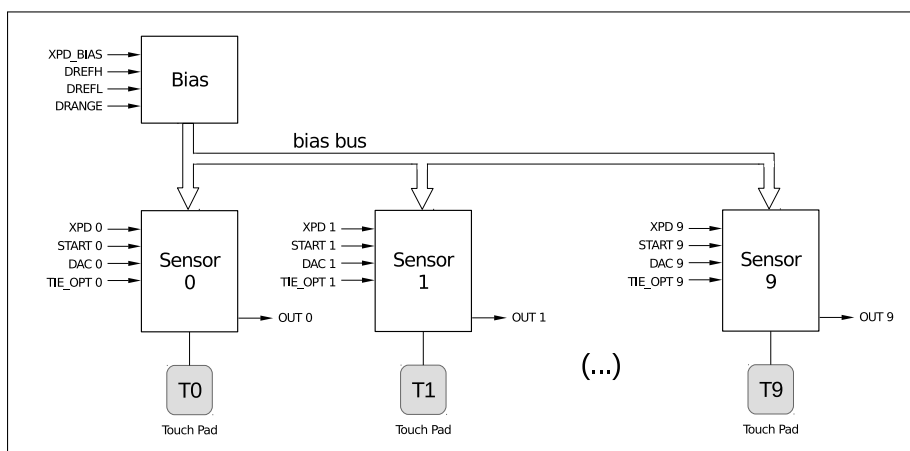 XPD_BIAS
DREFH
DREFL
DRANGE
Bias
bias bus
XPD 0
START 0
DAC 0
TIE_OPT 0
Sensor
0
OUT 0
XPD 1
START 1
DAC 1
TIE_OPT 1
Sensor
1
OUT 1
XPD 9
START 9
DAC 9
TIE_OPT 9
Sensor
9
OUT 9
T0
Touch Pad
T1
Touch Pad
(...)
T9
Touch Pad